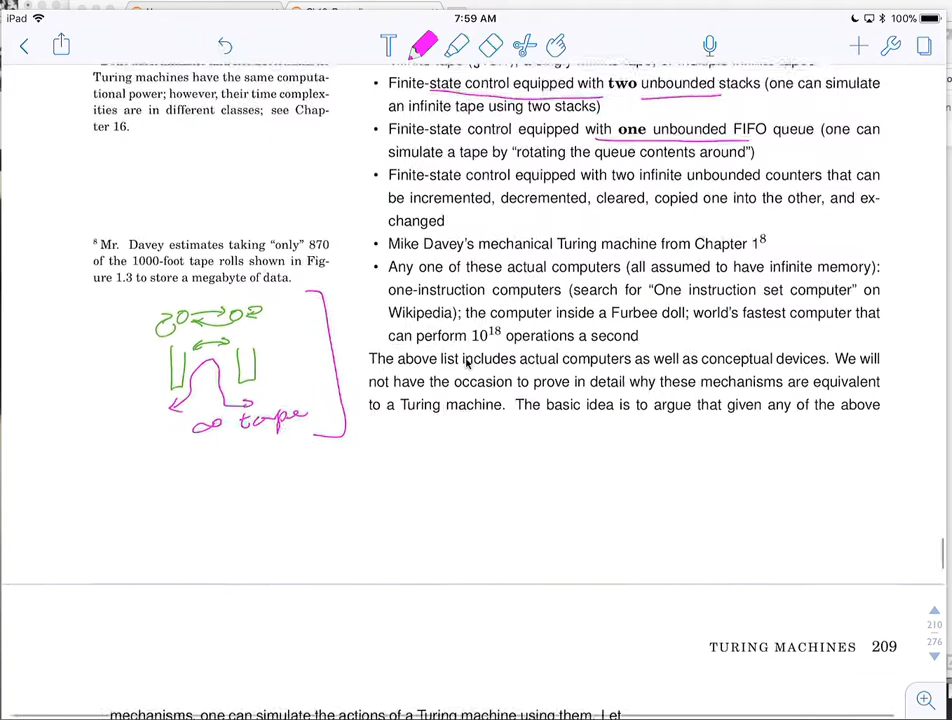 iPad
7:59 AM
100%
Turing machines have the same computa-
tional power; however, their time complex-
ities are in different classes; see Chap-
ter 16.
• Finite-state control equipped with two unbounded stacks (one can simulate
an infinite tape using two stacks)
• Finite-state control equipped with one unbounded FIFO queue (one can
simulate a tape by “rotating the queue contents around”)
• Finite-state control equipped with two infinite unbounded counters that can
be incremented, decremented, cleared, copied one into the other, and ex-
changed
• Mike Davey’s mechanical Turing machine from Chapter 1⁸
• Any one of these actual computers (all assumed to have infinite memory):
one-instruction computers (search for “One instruction set computer” on
Wikipedia); the computer inside a Furbee doll; world’s fastest computer that
can perform 10¹⁸ operations a second
The above list includes actual computers as well as conceptual devices. We will
not have the occasion to prove in detail why these mechanisms are equivalent
to a Turing machine. The basic idea is to argue that given any of the above
⁸ Mr. Davey estimates taking “only” 870
of the 1000-foot tape rolls shown in Fig-
ure 1.3 to store a megabyte of data.
∞ tape
210
276
TURING MACHINES 209
mechanisms, one can simulate the actions of a Turing machine using them. Let